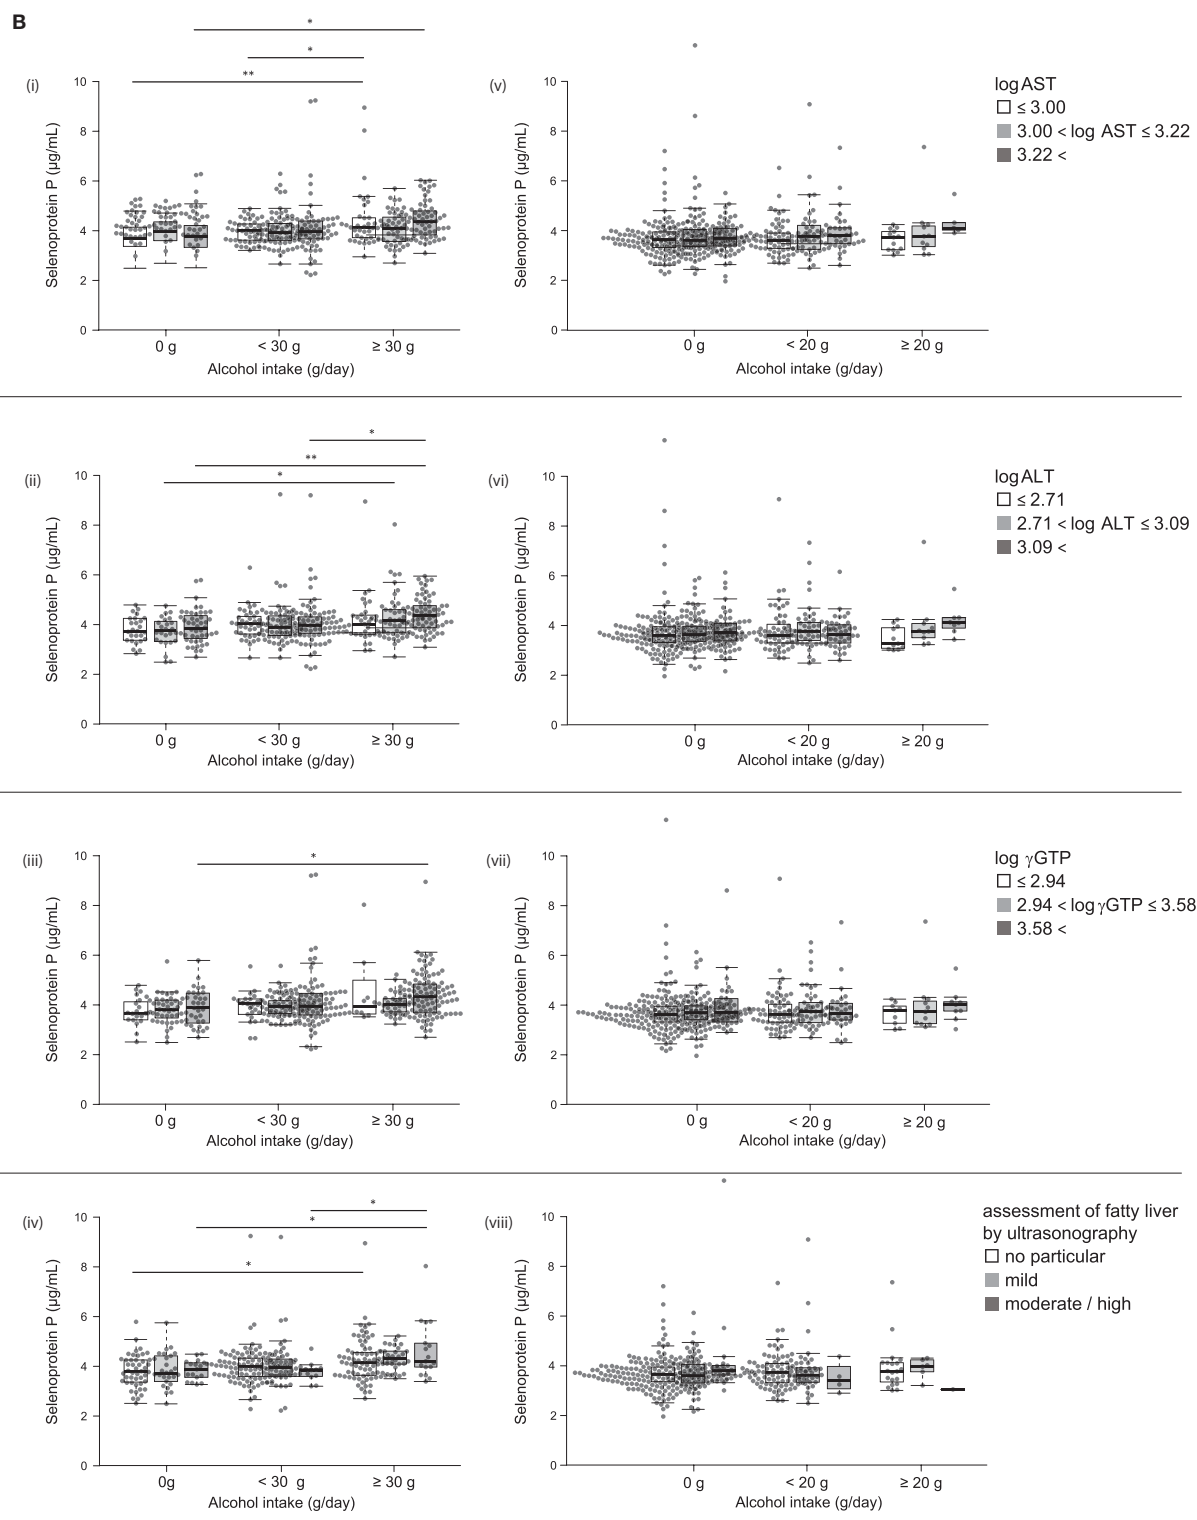 B
*
*
**
(i)
10
8
6
4
2
0
Selenoprotein P (μg/mL)
0 g
< 30 g
≥ 30 g
Alcohol intake (g/day)
(v)
10
8
6
4
2
0
Selenoprotein P (μg/mL)
0 g
< 20 g
≥ 20 g
Alcohol intake (g/day)
log AST
≤ 3.00
3.00 < log AST ≤ 3.22
3.22 <
*
**
*
(ii)
10
8
6
4
2
0
Selenoprotein P (μg/mL)
0 g
< 30 g
≥ 30 g
Alcohol intake (g/day)
(vi)
10
8
6
4
2
0
Selenoprotein P (μg/mL)
0 g
< 20 g
≥ 20 g
Alcohol intake (g/day)
log ALT
≤ 2.71
2.71 < log ALT ≤ 3.09
3.09 <
*
(iii)
10
8
6
4
2
0
Selenoprotein P (μg/mL)
0 g
< 30 g
≥ 30 g
Alcohol intake (g/day)
(vii)
10
8
6
4
2
0
Selenoprotein P (μg/mL)
0 g
< 20 g
≥ 20 g
Alcohol intake (g/day)
log γGTP
≤ 2.94
2.94 < log γGTP ≤ 3.58
3.58 <
*
*
*
(iv)
10
8
6
4
2
0
Selenoprotein P (μg/mL)
0g
< 30 g
≥ 30 g
Alcohol intake (g/day)
(viii)
10
8
6
4
2
0
Selenoprotein P (μg/mL)
0 g
< 20 g
≥ 20 g
Alcohol intake (g/day)
assessment of fatty liver
by ultrasonography
no particular
mild
moderate / high